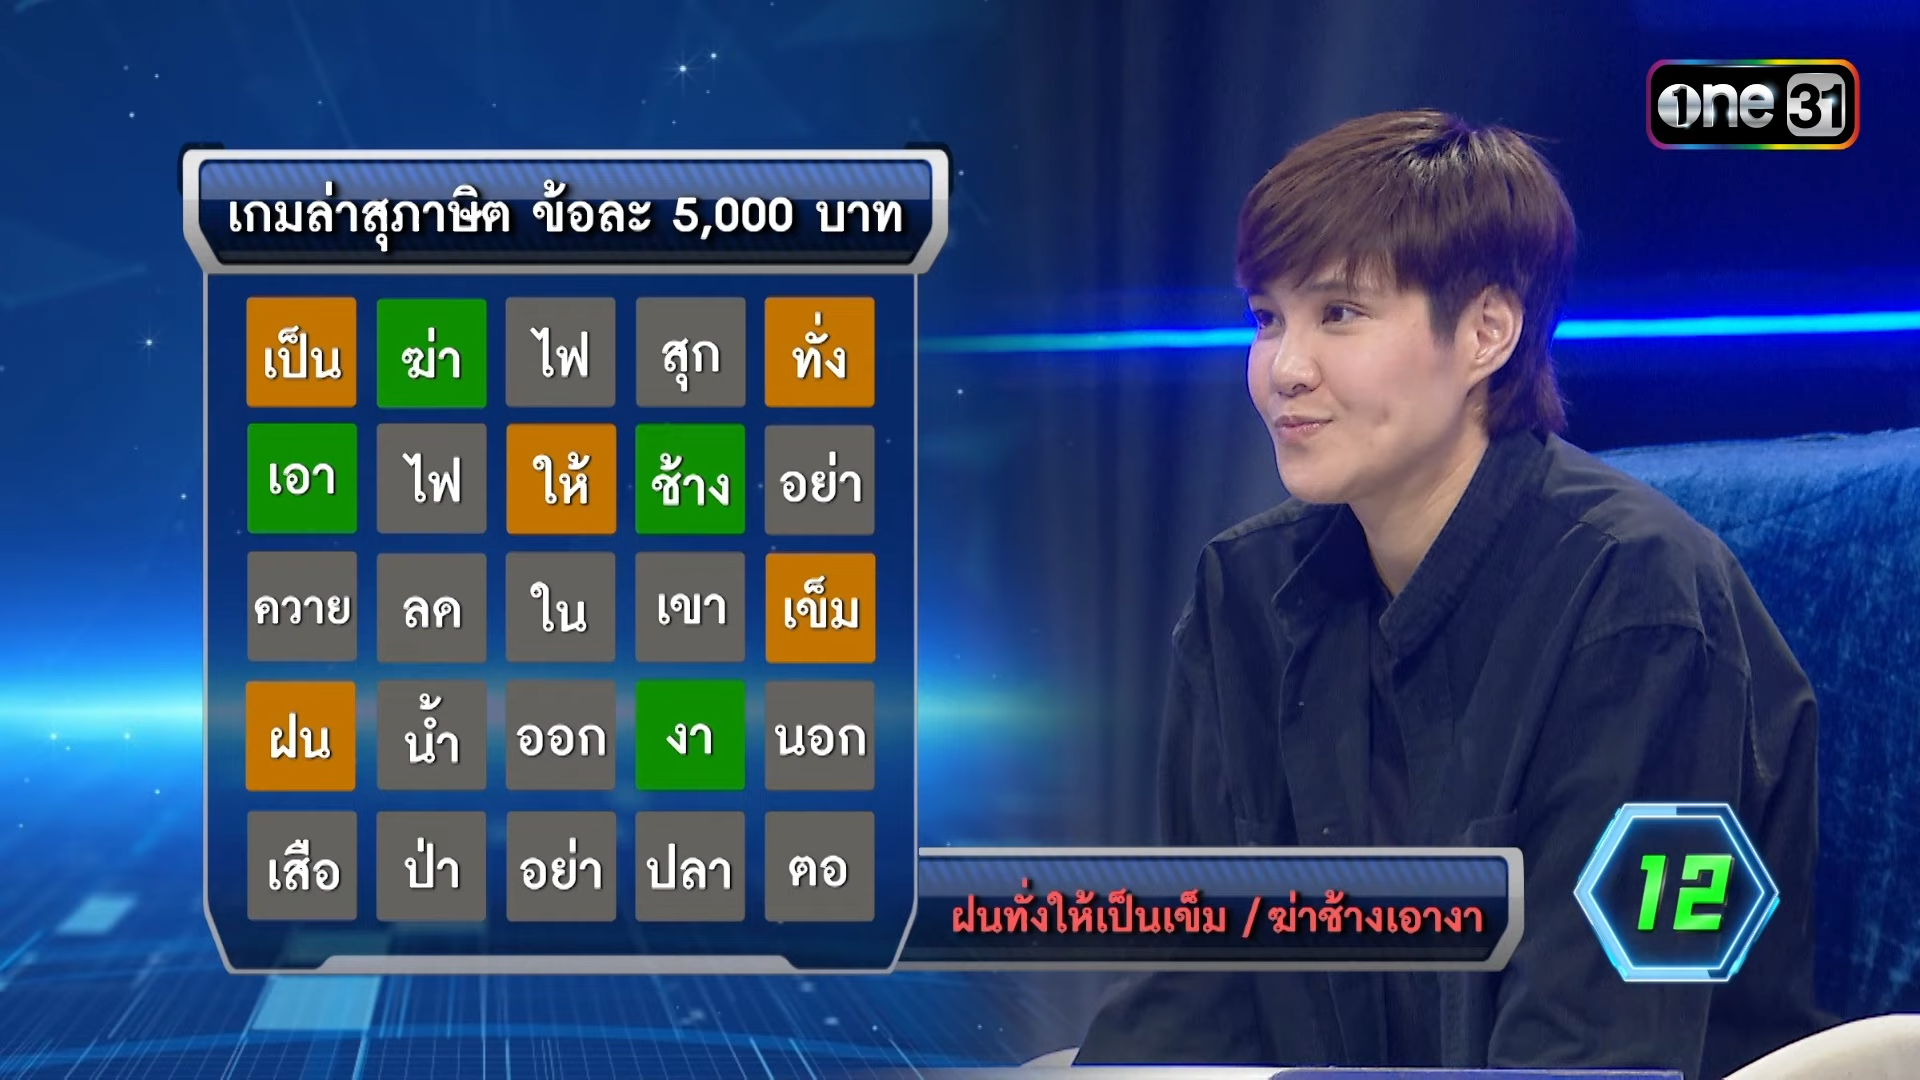 one 31
เกมล่าสุภาษิต ข้อละ 5,000 บาท
เป็น ฆ่า ไฟ สุก ทั่ง
เอา ไฟ ให้ ช้าง อย่า
ควาย ลด ใน เขา เข็ม
ฝน น้ำ ออก งา นอก
เสือ ป่า อย่า ปลา ตอ
ฝนทั่งให้เป็นเข็ม / ฆ่าช้างเอางา
12